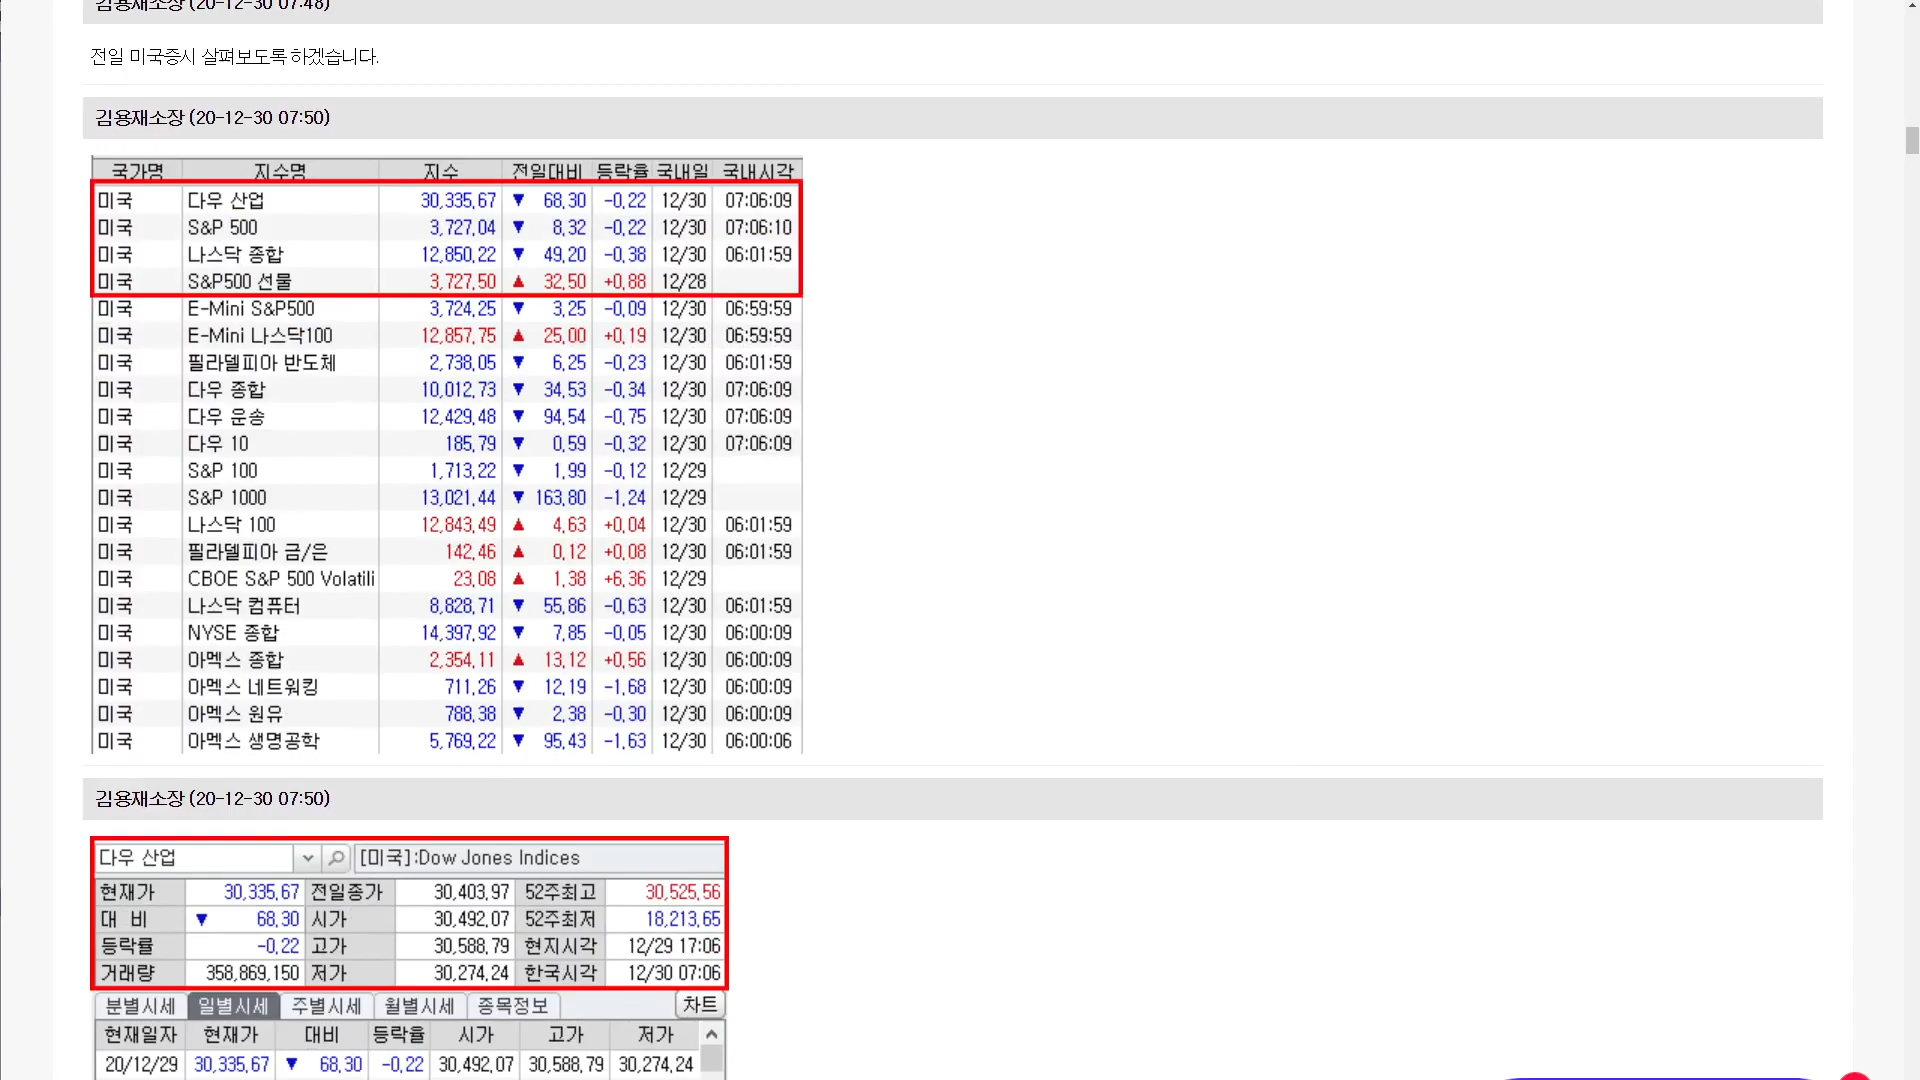 김용재소장 (20-12-30 07:48)
전일 미국증시 살펴보도록 하겠습니다.
김용재소장 (20-12-30 07:50)
국가명 지수명 지수 전일대비 등락율 국내일 국내시각
미국 다우 산업 30,335.67 ▼ 68.30 -0.22 12/30 07:06:09
미국 S&P 500 3,727.04 ▼ 8.32 -0.22 12/30 07:06:10
미국 나스닥 종합 12,850.22 ▼ 49.20 -0.38 12/30 06:01:59
미국 S&P500 선물 3,727.50 ▲ 32.50 +0.88 12/28
미국 E-Mini S&P500 3,724.25 ▼ 3.25 -0.09 12/30 06:59:59
미국 E-Mini 나스닥100 12,857.75 ▲ 25.00 +0.19 12/30 06:59:59
미국 필라델피아 반도체 2,738.05 ▼ 6.25 -0.23 12/30 06:01:59
미국 다우 종합 10,012.73 ▼ 34.53 -0.34 12/30 07:06:09
미국 다우 운송 12,429.48 ▼ 94.54 -0.75 12/30 07:06:09
미국 다우 10 185.79 ▼ 0.59 -0.32 12/30 07:06:09
미국 S&P 100 1,713.22 ▼ 1.99 -0.12 12/29
미국 S&P 1000 13,021.44 ▼ 163.80 -1.24 12/29
미국 나스닥 100 12,843.49 ▲ 4.63 +0.04 12/30 06:01:59
미국 필라델피아 금/은 142.46 ▲ 0.12 +0.08 12/30 06:01:59
미국 CBOE S&P 500 Volatili 23.08 ▲ 1.38 +6.36 12/29
미국 나스닥 컴퓨터 8,828.71 ▼ 55.86 -0.63 12/30 06:01:59
미국 NYSE 종합 14,397.92 ▼ 7.85 -0.05 12/30 06:00:09
미국 아멕스 종합 2,354.11 ▲ 13.12 +0.56 12/30 06:00:09
미국 아멕스 네트워킹 711.26 ▼ 12.19 -1.68 12/30 06:00:09
미국 아멕스 원유 788.38 ▼ 2.38 -0.30 12/30 06:00:09
미국 아멕스 생명공학 5,769.22 ▼ 95.43 -1.63 12/30 06:00:06
김용재소장 (20-12-30 07:50)
다우 산업 [미국]:Dow Jones Indices
현재가 30,335.67 전일종가 30,403.97 52주최고 30,525.56
대 비 ▼ 68.30 시가 30,492.07 52주최저 18,213.65
등락률 -0.22 고가 30,588.79 현지시각 12/29 17:06
거래량 358,869,150 저가 30,274.24 한국시각 12/30 07:06
분별시세 일별시세 주별시세 월별시세 종목정보 차트
현재일자 현재가 대비 등락율 시가 고가 저가
20/12/29 30,335.67 ▼ 68.30 -0.22 30,492.07 30,588.79 30,274.24